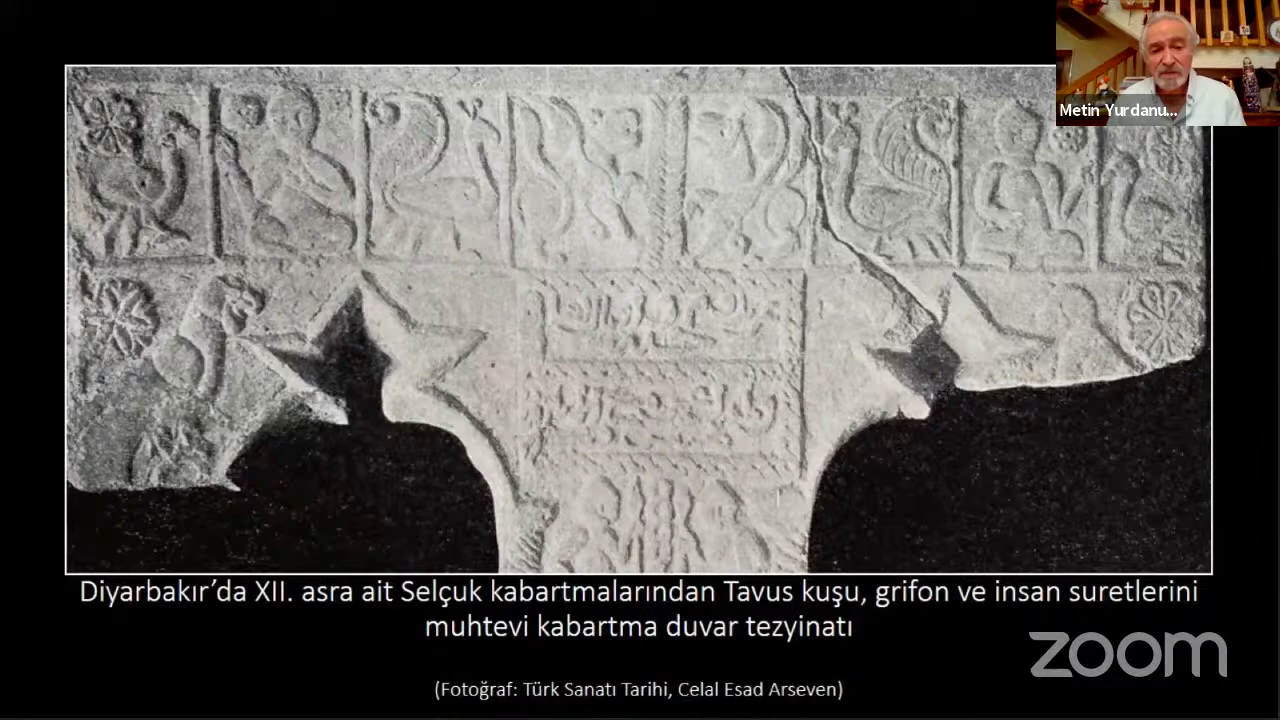 Metin Yurdanu...
Diyarbakır'da XII. asra ait Selçuk kabartmalarından Tavus kuşu, grifon ve insan suretlerini
muhtevi kabartma duvar tezyinatı
zoom
(Fotoğraf: Türk Sanatı Tarihi, Celal Esad Arseven)